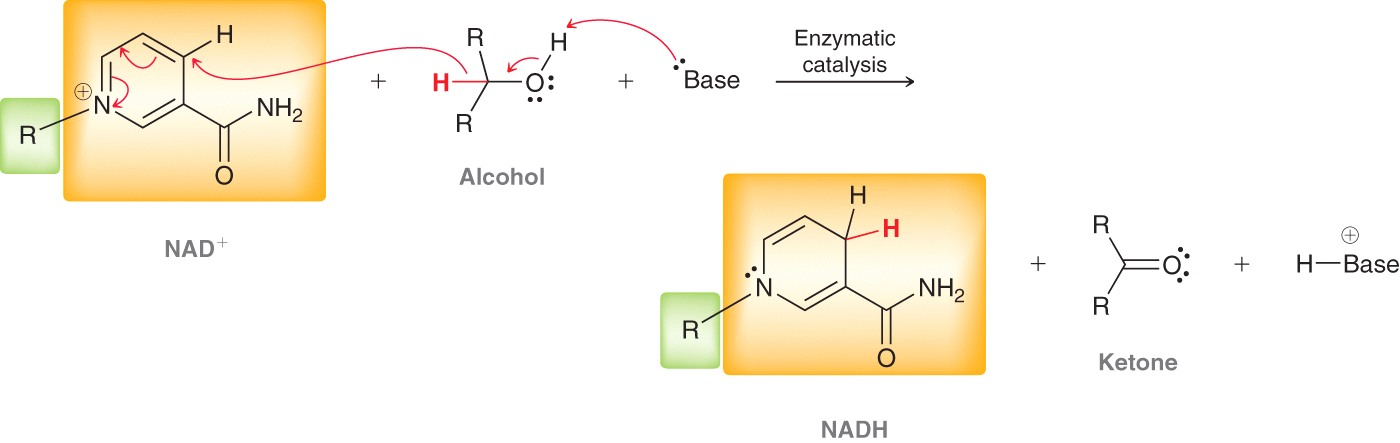 H
⊕
N
R
NH2
O
NAD+
+
R
H
H
O
R
Alcohol
+
Base
Enzymatic
catalysis
H
H
N
R
NH2
O
NADH
+
R
O
R
Ketone
+
⊕
H—Base